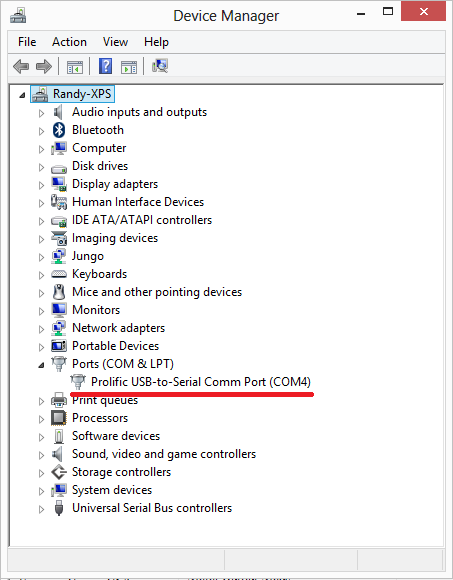 Device Manager
File Action View Help
Randy-XPS
Audio inputs and outputs
Bluetooth
Computer
Disk drives
Display adapters
Human Interface Devices
IDE ATA/ATAPI controllers
Imaging devices
Jungo
Keyboards
Mice and other pointing devices
Monitors
Network adapters
Portable Devices
Ports (COM & LPT)
Prolific USB-to-Serial Comm Port (COM4)
Print queues
Processors
Software devices
Sound, video and game controllers
Storage controllers
System devices
Universal Serial Bus controllers